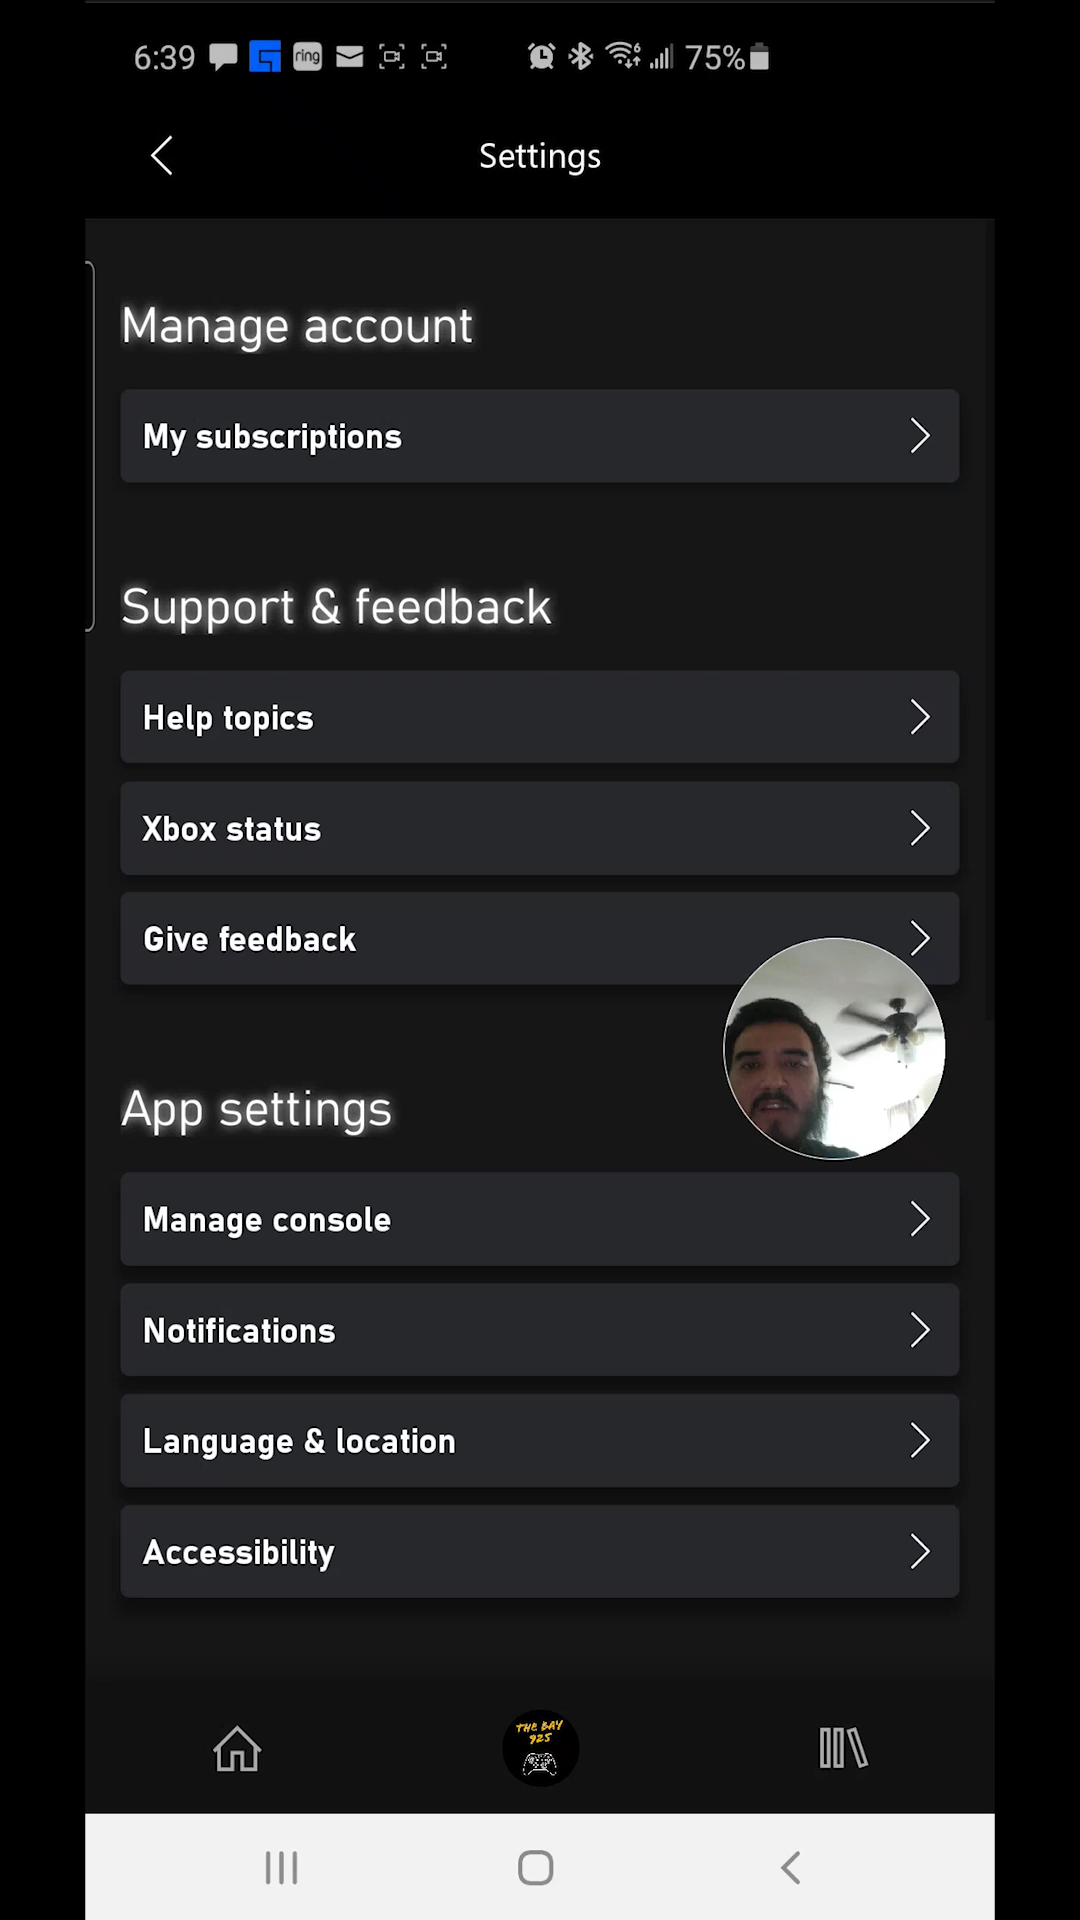 6:39 ring 75%
Settings
Manage account
My subscriptions
Support & feedback
Help topics
Xbox status
Give feedback
App settings
Manage console
Notifications
Language & location
Accessibility
THE BAY
925